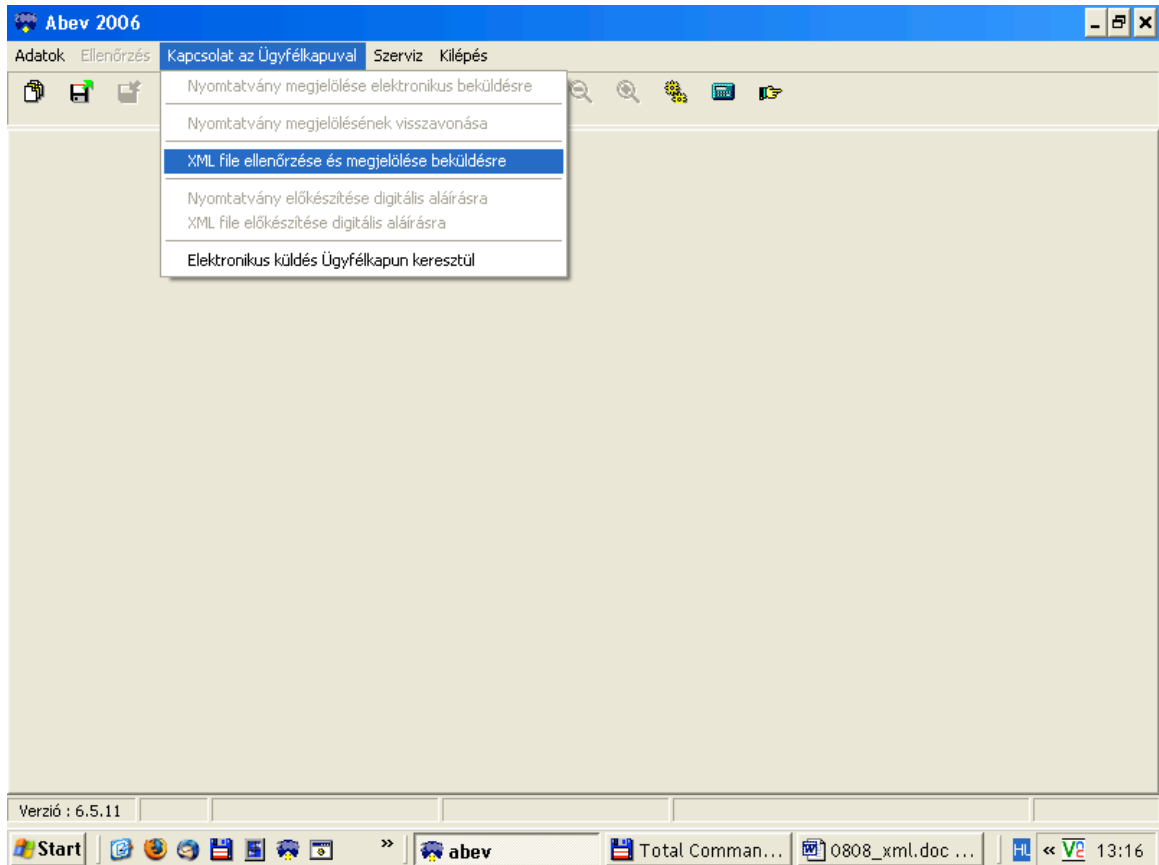 Abev 2006
Adatok Ellenőrzés Kapcsolat az Ügyfélkapuval Szerviz Kilépés
Nyomtatvány megjelölése elektronikus beküldésre
Nyomtatvány megjelölésének visszavonása
XML file ellenőrzése és megjelölése beküldésre
Nyomtatvány előkészítése digitális aláírásra
XML file előkészítése digitális aláírásra
Elektronikus küldés Ügyfélkapun keresztül
Verzió : 6.5.11
Start » abev Total Comman... 0808_xml.doc ... HU « 13:16